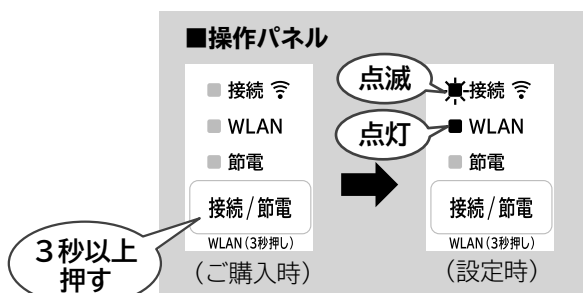 ■操作パネル
接続
WLAN
節電
接続/節電
WLAN(3秒押し)
(ご購入時)
3秒以上
押す
点滅
点灯
接続
WLAN
節電
接続/節電
WLAN(3秒押し)
(設定時)